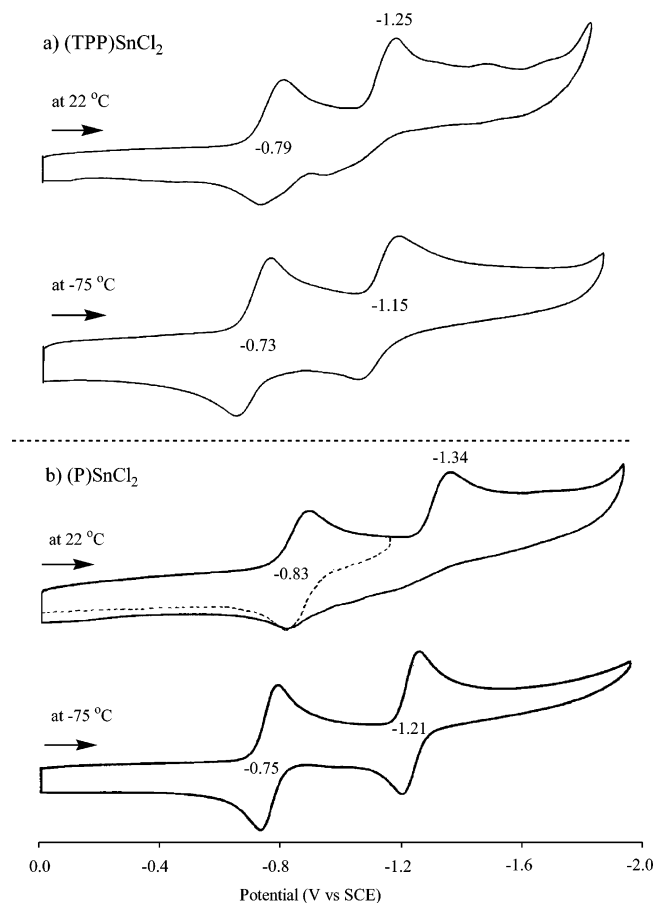 -1.25
a) (TPP)SnCl₂
at 22 °C
-0.79
at -75 °C
-1.15
-0.73
-1.34
b) (P)SnCl₂
at 22 °C
-0.83
at -75 °C
-1.21
-0.75
0.0 -0.4 -0.8 -1.2 -1.6 -2.0
Potential (V vs SCE)